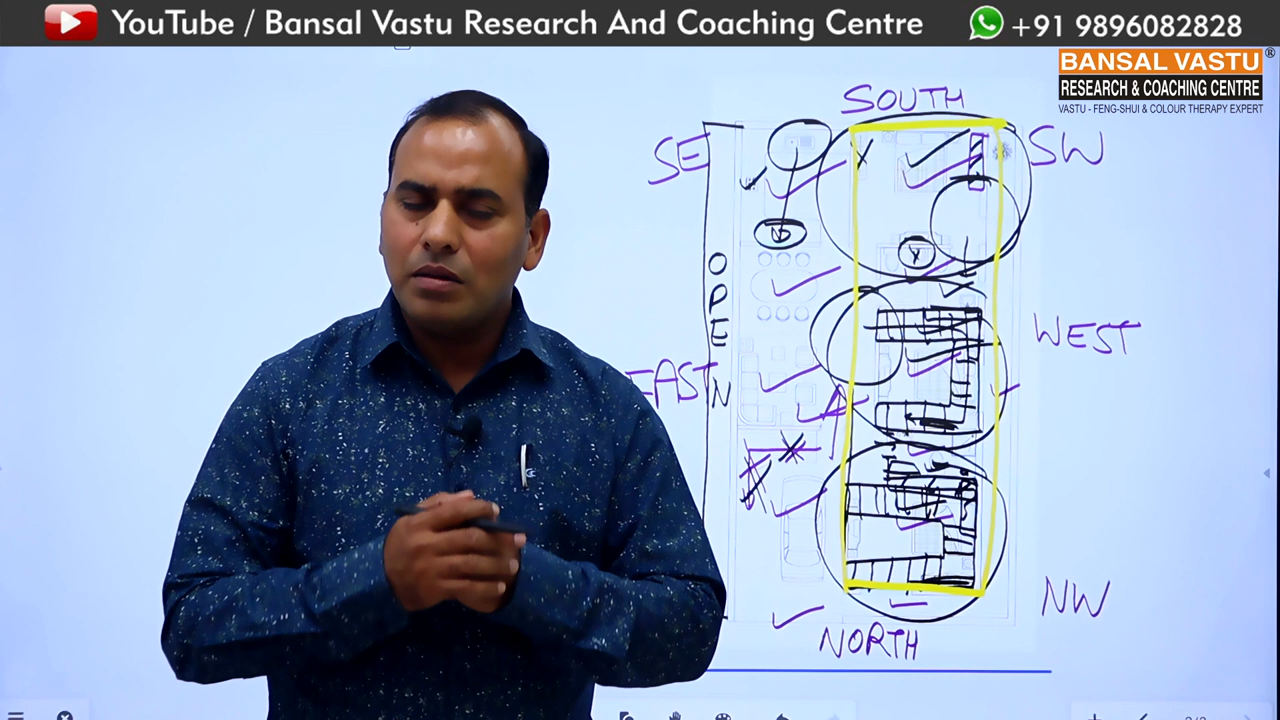 YouTube / Bansal Vastu Research And Coaching Centre
+91 9896082828
BANSAL VASTU®
RESEARCH & COACHING CENTRE
VASTU - FENG-SHUI & COLOUR THERAPY EXPERT
SOUTH
SE
SW
OPEN
WEST
EAST
NW
NORTH